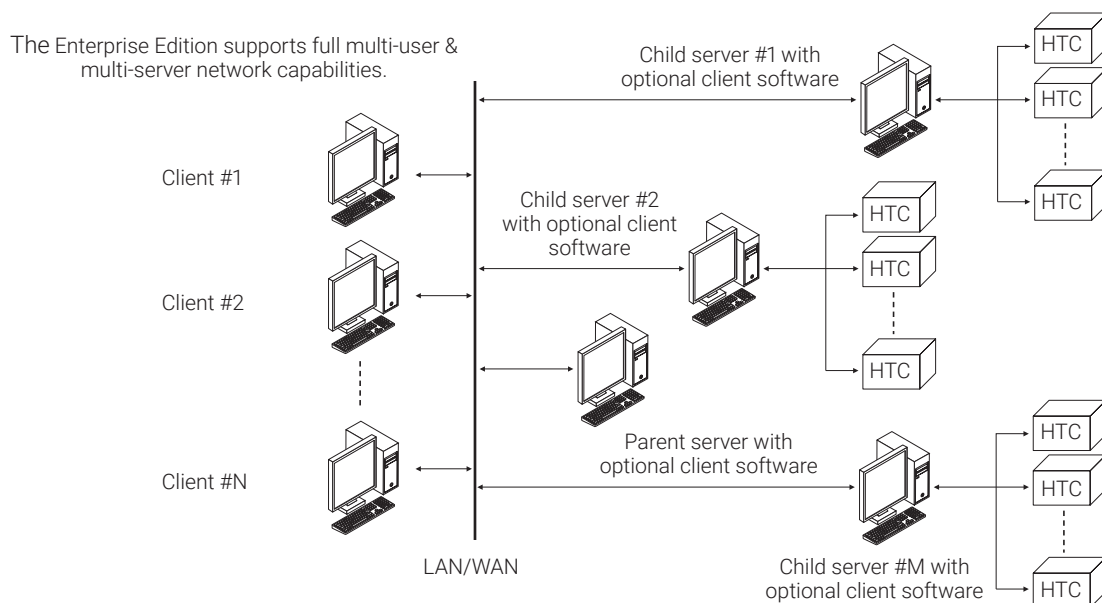 The Enterprise Edition supports full multi-user &
multi-server network capabilities.
Child server #1 with
optional client software
HTC
HTC
HTC
Client #1
Child server #2
with optional client
software
HTC
HTC
HTC
Client #2
Client #N
Parent server with
optional client software
HTC
HTC
HTC
LAN/WAN
Child server #M with
optional client software